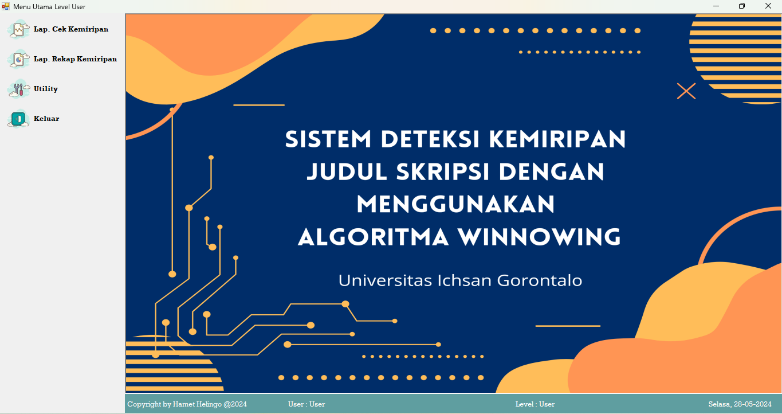 Menu Utama Level User
Lap. Cek Kemiripan
Lap. Rekap Kemiripan
Utility
Keluar
SISTEM DETEKSI KEMIRIPAN
JUDUL SKRIPSI DENGAN
MENGGUNAKAN
ALGORITMA WINNOWING
Universitas Ichsan Gorontalo
Copyright by Hamet Helingo @2024 User : User Level : User Selasa, 28-05-2024